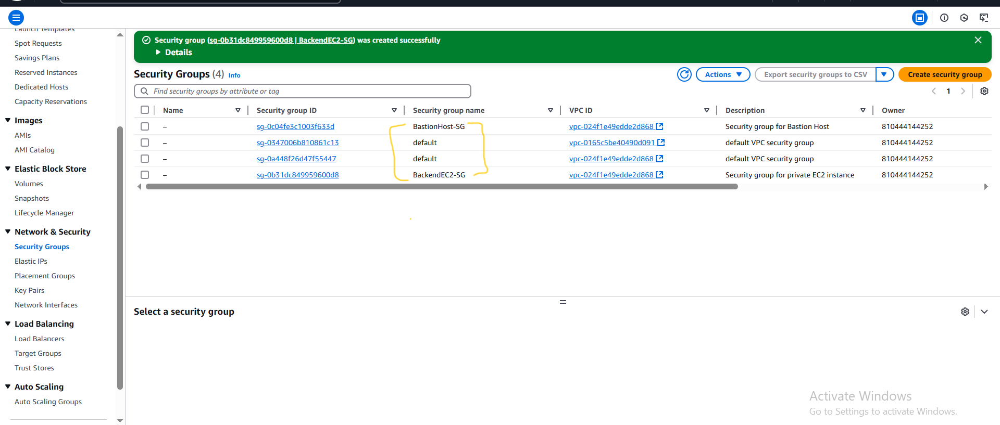 Launch Templates
Spot Requests
Savings Plans
Reserved Instances
Dedicated Hosts
Capacity Reservations
Images
AMIs
AMI Catalog
Elastic Block Store
Volumes
Snapshots
Lifecycle Manager
Network & Security
Security Groups
Elastic IPs
Placement Groups
Key Pairs
Network Interfaces
Load Balancing
Load Balancers
Target Groups
Trust Stores
Auto Scaling
Auto Scaling Groups
Security group (sg-0b31dc849959600d8 | BackendEC2-SG) was created successfully
Details
Security Groups (4) Info
Actions
Export security groups to CSV
Create security group
Find security groups by attribute or tag
1
Name Security group ID Security group name VPC ID Description Owner
– sg-0c04fe3c1003f633d BastionHost-SG vpc-024f1e49edde2d868 Security group for Bastion Host 810444144252
– sg-0347006b810861c13 default vpc-0165c5be40490d091 default VPC security group 810444144252
– sg-0a448f26d47f55447 default vpc-024f1e49edde2d868 default VPC security group 810444144252
– sg-0b31dc849959600d8 BackendEC2-SG vpc-024f1e49edde2d868 Security group for private EC2 instance 810444144252
Select a security group
Activate Windows
Go to Settings to activate Windows.